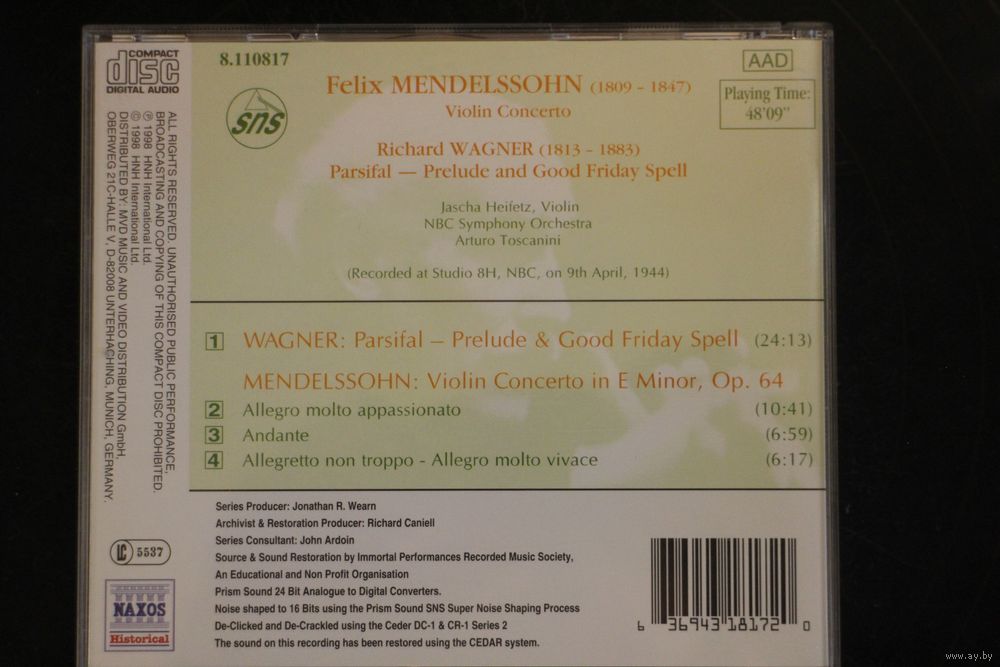 COMPACT
disc
DIGITAL AUDIO
ALL RIGHTS RESERVED. UNAUTHORISED PUBLIC PERFORMANCE,
BROADCASTING AND COPYING OF THIS COMPACT DISC PROHIBITED.
℗ 1998 HNH International Ltd.
© 1998 HNH International Ltd.
DISTRIBUTED BY: MVD MUSIC AND VIDEO DISTRIBUTION GmbH,
OBERWEG 21C-HALLE V, D-82008 UNTERHACHING, MUNICH, GERMANY.
LC 5537
NAXOS
Historical
8.110817
sns
AAD
Playing Time:
48'09"
Felix MENDELSSOHN (1809 - 1847)
Violin Concerto
Richard WAGNER (1813 - 1883)
Parsifal — Prelude and Good Friday Spell
Jascha Heifetz, Violin
NBC Symphony Orchestra
Arturo Toscanini
(Recorded at Studio 8H, NBC, on 9th April, 1944)
1 WAGNER: Parsifal – Prelude & Good Friday Spell (24:13)
MENDELSSOHN: Violin Concerto in E Minor, Op. 64
2 Allegro molto appassionato (10:41)
3 Andante (6:59)
4 Allegretto non troppo - Allegro molto vivace (6:17)
Series Producer: Jonathan R. Wearn
Archivist & Restoration Producer: Richard Caniell
Series Consultant: John Ardoin
Source & Sound Restoration by Immortal Performances Recorded Music Society,
An Educational and Non Profit Organisation
Prism Sound 24 Bit Analogue to Digital Converters.
Noise shaped to 16 Bits using the Prism Sound SNS Super Noise Shaping Process
De-Clicked and De-Crackled using the Ceder DC-1 & CR-1 Series 2
The sound on this recording has been restored using the CEDAR system.
6 36943 18172 0
www.ay.by